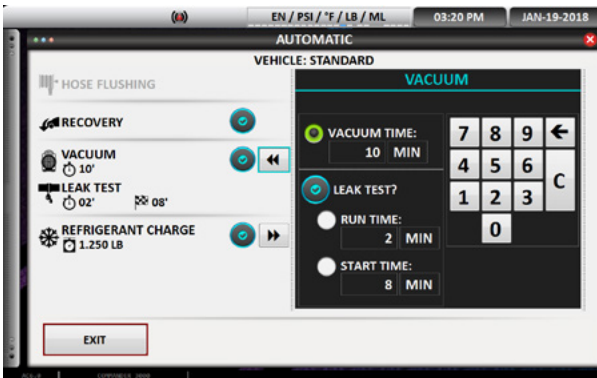 EN / PSI / °F / LB / ML 03:20 PM JAN-19-2018
AUTOMATIC
VEHICLE: STANDARD
HOSE FLUSHING
RECOVERY
VACUUM
10'
LEAK TEST
02' 08'
REFRIGERANT CHARGE
1.250 LB
EXIT
VACUUM
VACUUM TIME:
10 MIN
LEAK TEST?
RUN TIME:
2 MIN
START TIME:
8 MIN
7 8 9
4 5 6
C
1 2 3
0